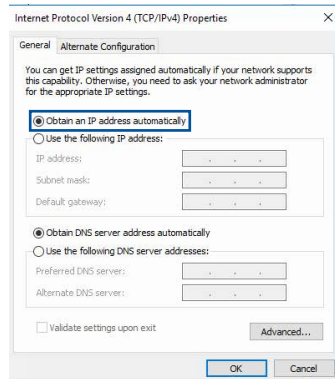 Internet Protocol Version 4 (TCP/IPv4) Properties
General
Alternate Configuration
You can get IP settings assigned automatically if your network supports
this capability. Otherwise, you need to ask your network administrator
for the appropriate IP settings.
Obtain an IP address automatically
Use the following IP address:
IP address:
Subnet mask:
Default gateway:
Obtain DNS server address automatically
Use the following DNS server addresses:
Preferred DNS server:
Alternate DNS server:
Validate settings upon exit
Advanced...
OK
Cancel